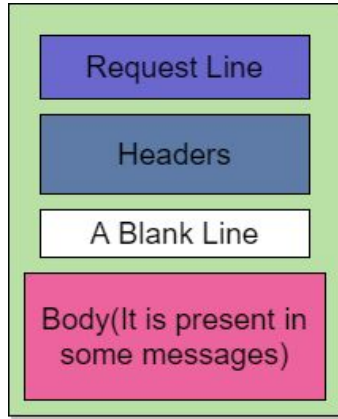 Request Line
Headers
A Blank Line
Body(It is present in
some messages)